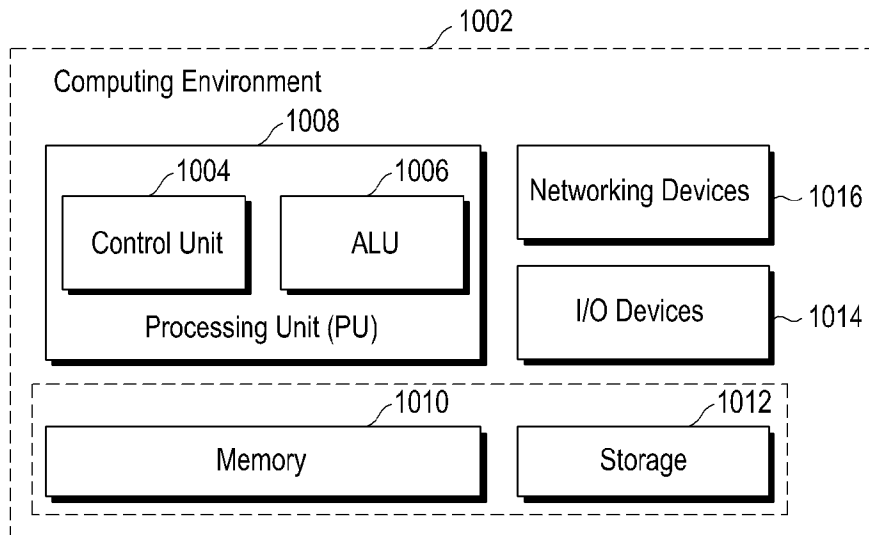 1002
Computing Environment
1008
1004
1006
Control Unit
ALU
Processing Unit (PU)
Networking Devices
1016
I/O Devices
1014
1010
Memory
1012
Storage